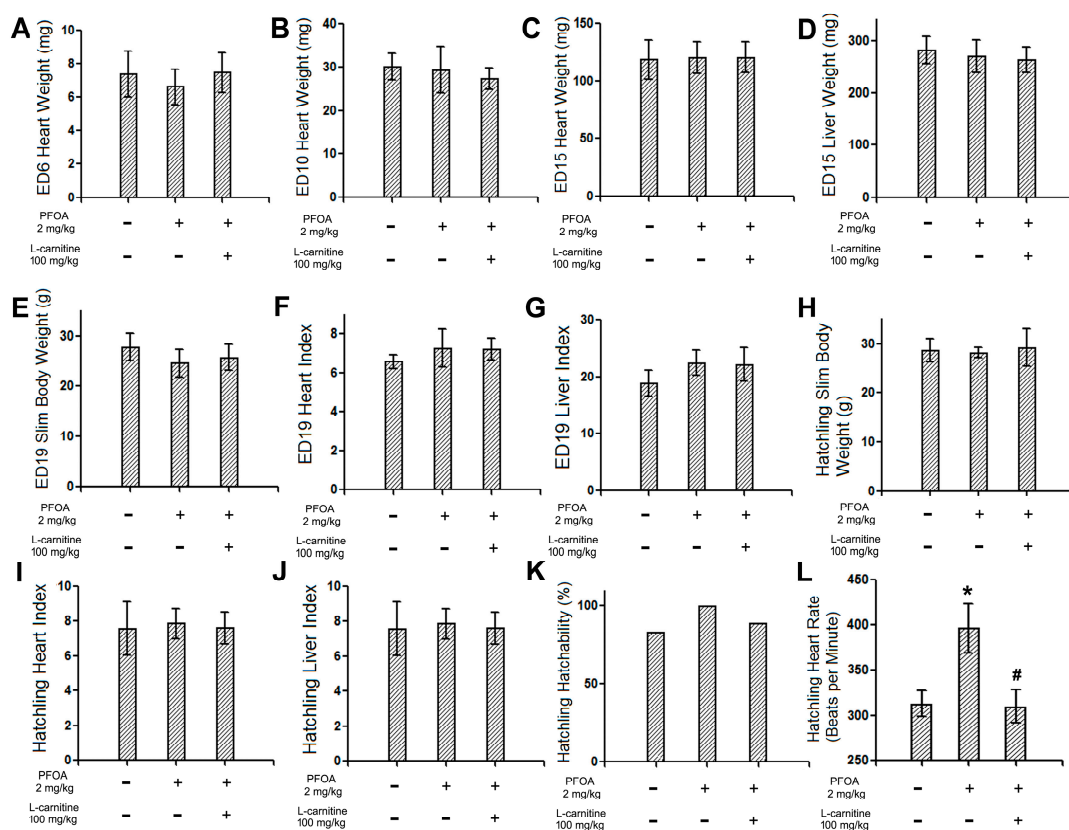 A
ED6 Heart Weight (mg)
10
8
6
4
2
0
PFOA
2 mg/kg
- + +
L-carnitine
100 mg/kg
- - +
B
ED10 Heart Weight (mg)
40
30
20
10
0
PFOA
2 mg/kg
- + +
L-carnitine
100 mg/kg
- - +
C
ED15 Heart Weight (mg)
150
100
50
0
PFOA
2 mg/kg
- + +
L-carnitine
100 mg/kg
- - +
D
ED15 Liver Weight (mg)
300
200
100
0
PFOA
2 mg/kg
- + +
L-carnitine
100 mg/kg
- - +
E
ED19 Slim Body Weight (g)
30
20
10
0
PFOA
2 mg/kg
- + +
L-carnitine
100 mg/kg
- - +
F
ED19 Heart Index
8
6
4
2
0
PFOA
2 mg/kg
- + +
L-carnitine
100 mg/kg
- - +
G
ED19 Liver Index
30
20
10
0
PFOA
2 mg/kg
- + +
L-carnitine
100 mg/kg
- - +
H
Hatchling Slim Body
Weight (g)
30
20
10
0
PFOA
2 mg/kg
- + +
L-carnitine
100 mg/kg
- - +
I
Hatchling Heart Index
10
8
6
4
2
0
PFOA
2 mg/kg
- + +
L-carnitine
100 mg/kg
- - +
J
Hatchling Liver Index
10
8
6
4
2
0
PFOA
2 mg/kg
- + +
L-carnitine
100 mg/kg
- - +
K
Hatchling Hatchability (%)
100
50
0
PFOA
2 mg/kg
- + +
L-carnitine
100 mg/kg
- - +
L
Hatchling Heart Rate
(Beats per Minute)
450
400
350
300
250
*
#
PFOA
2 mg/kg
- + +
L-carnitine
100 mg/kg
- - +